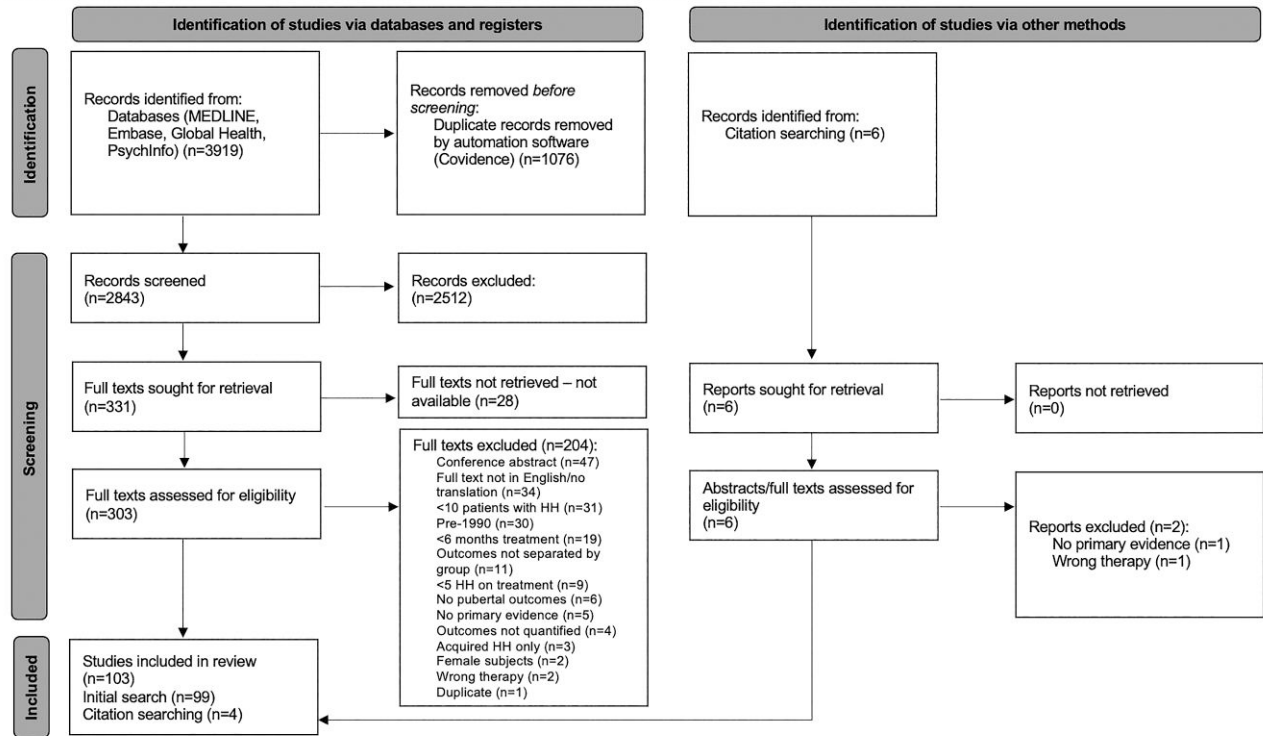 Identification of studies via databases and registers
Identification of studies via other methods
Identification
Records identified from:
Databases (MEDLINE,
Embase, Global Health,
PsychInfo) (n=3919)
Records removed before
screening:
Duplicate records removed
by automation software
(Covidence) (n=1076)
Records identified from:
Citation searching (n=6)
Screening
Records screened
(n=2843)
Records excluded:
(n=2512)
Full texts sought for retrieval
(n=331)
Full texts not retrieved – not
available (n=28)
Reports sought for retrieval
(n=6)
Reports not retrieved
(n=0)
Full texts assessed for eligibility
(n=303)
Full texts excluded (n=204):
Conference abstract (n=47)
Full text not in English/no
translation (n=34)
<10 patients with HH (n=31)
Pre-1990 (n=30)
<6 months treatment (n=19)
Outcomes not separated by
group (n=11)
<5 HH on treatment (n=9)
No pubertal outcomes (n=6)
No primary evidence (n=5)
Outcomes not quantified (n=4)
Acquired HH only (n=3)
Female subjects (n=2)
Wrong therapy (n=2)
Duplicate (n=1)
Abstracts/full texts assessed for
eligibility
(n=6)
Reports excluded (n=2):
No primary evidence (n=1)
Wrong therapy (n=1)
Included
Studies included in review
(n=103)
Initial search (n=99)
Citation searching (n=4)